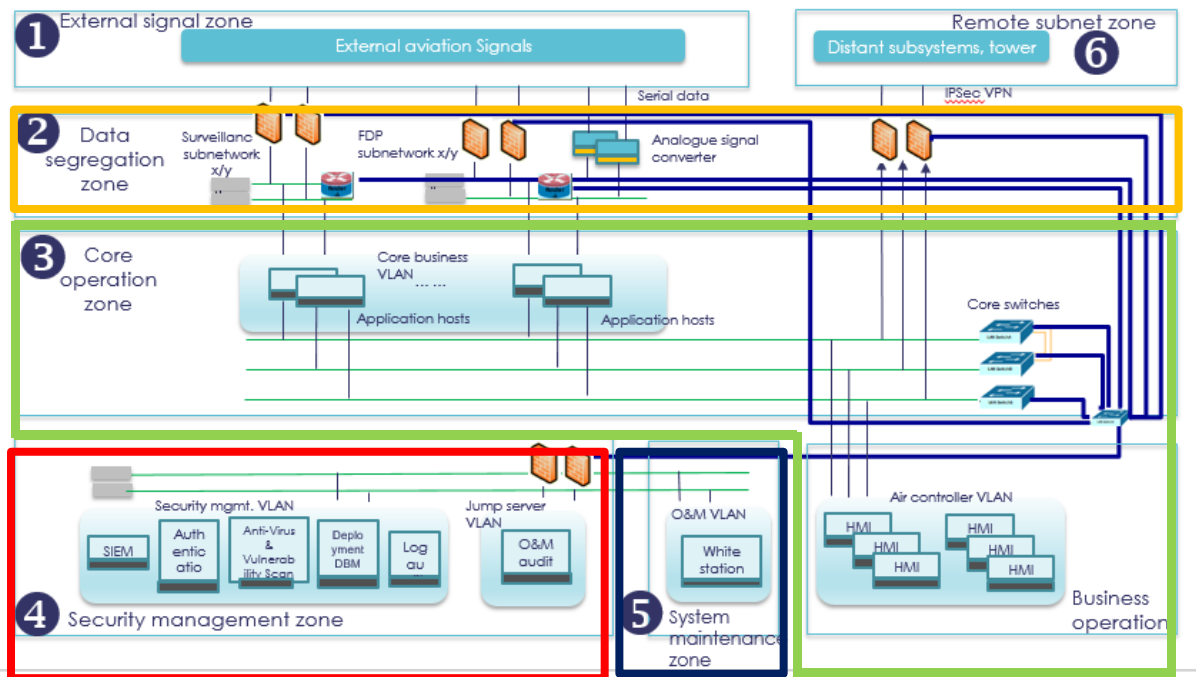 1
External signal zone
External aviation Signals
Remote subnet zone
Distant subsystems, tower
6
Serial data
IPSec VPN
2
Data
segregation
zone
Surveillanc
subnetwork
x/y
FDP
subnetwork x/y
Analogue signal
converter
Router
Router
3
Core
operation
zone
Core business
VLAN
... ...
Application hosts
Application hosts
Core switches
Security mgmt. VLAN
SIEM
Auth
entic
atio
Anti-Virus
&
Vulnerab
ility Scan
Deplo
yment
DBM
Log
au
Jump server
VLAN
O&M
audit
O&M VLAN
White
station
Air controller VLAN
HMI
HMI
HMI
HMI
HMI
HMI
4
Security management zone
5
System
maintenance
zone
Business
operation